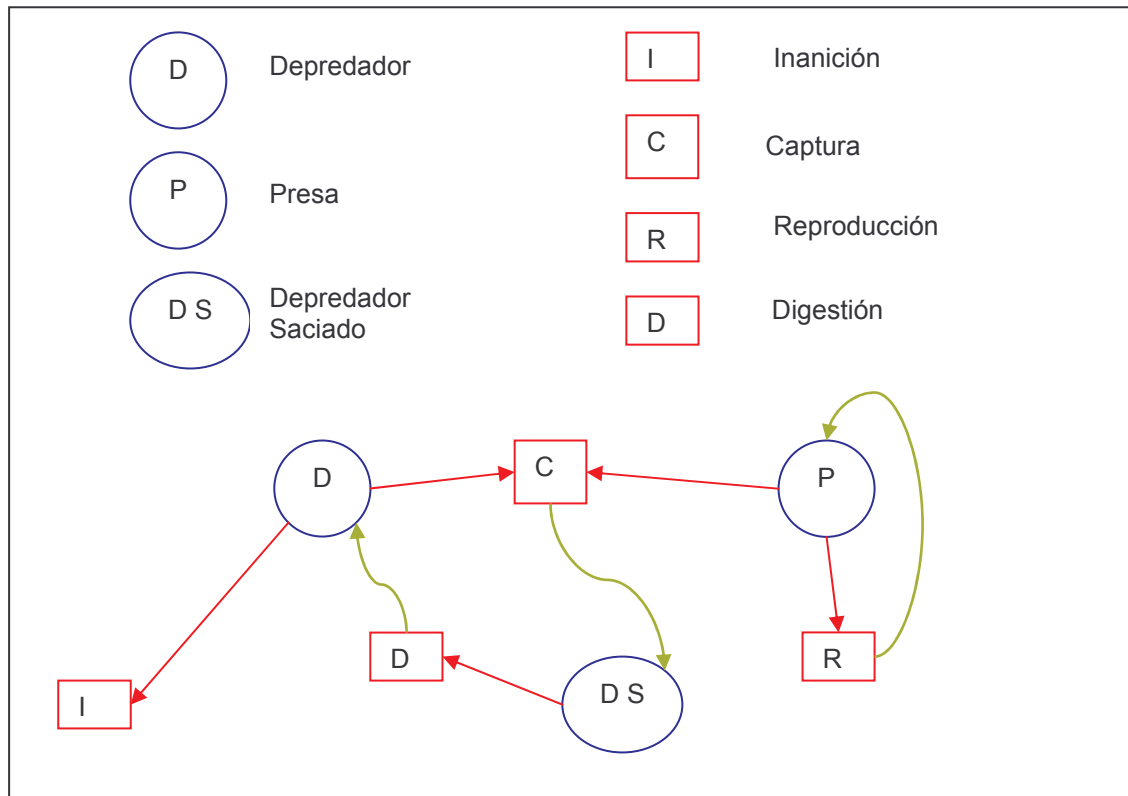 D
Depredador
P
Presa
D S
Depredador
Saciado
I
Inanición
C
Captura
R
Reproducción
D
Digestión
D
C
P
I
D
D S
R